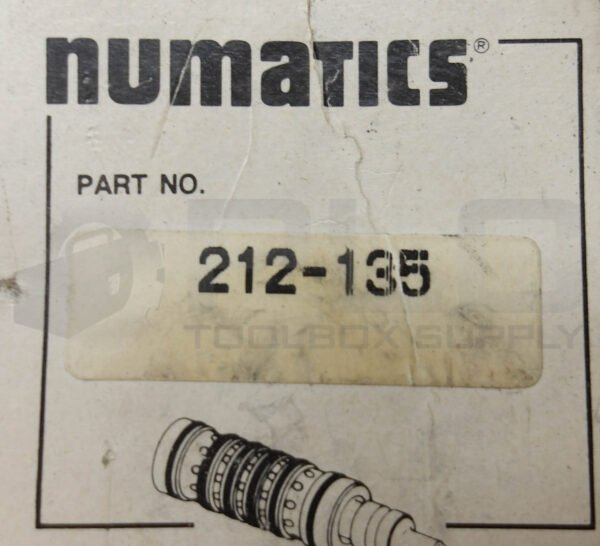 numatics®
PART NO.
212-135
TOOLBOX SUPPLY